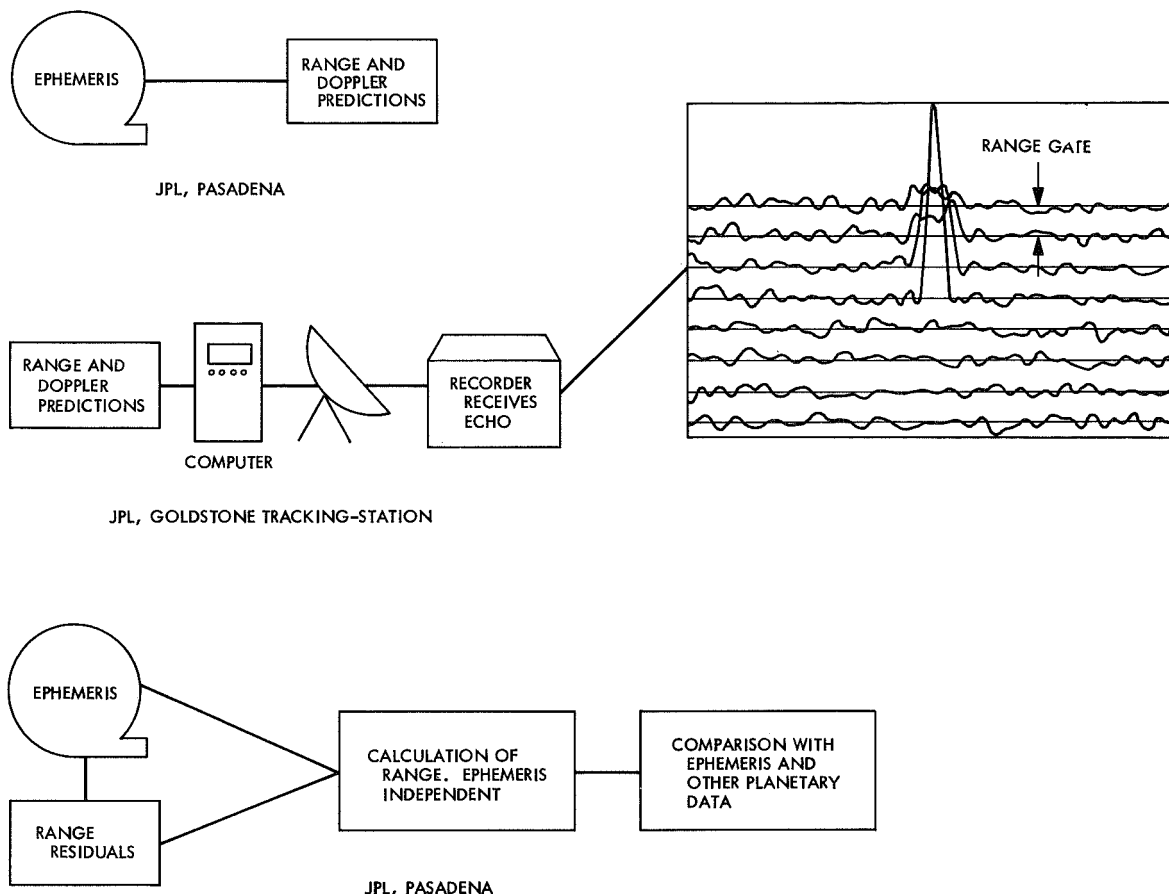 EPHEMERIS
RANGE AND
DOPPLER
PREDICTIONS
JPL, PASADENA
RANGE GATE
RANGE AND
DOPPLER
PREDICTIONS
COMPUTER
RECORDER
RECEIVES
ECHO
JPL, GOLDSTONE TRACKING-STATION
EPHEMERIS
RANGE
RESIDUALS
CALCULATION OF
RANGE. EPHEMERIS
INDEPENDENT
COMPARISON WITH
EPHEMERIS AND
OTHER PLANETARY
DATA
JPL, PASADENA